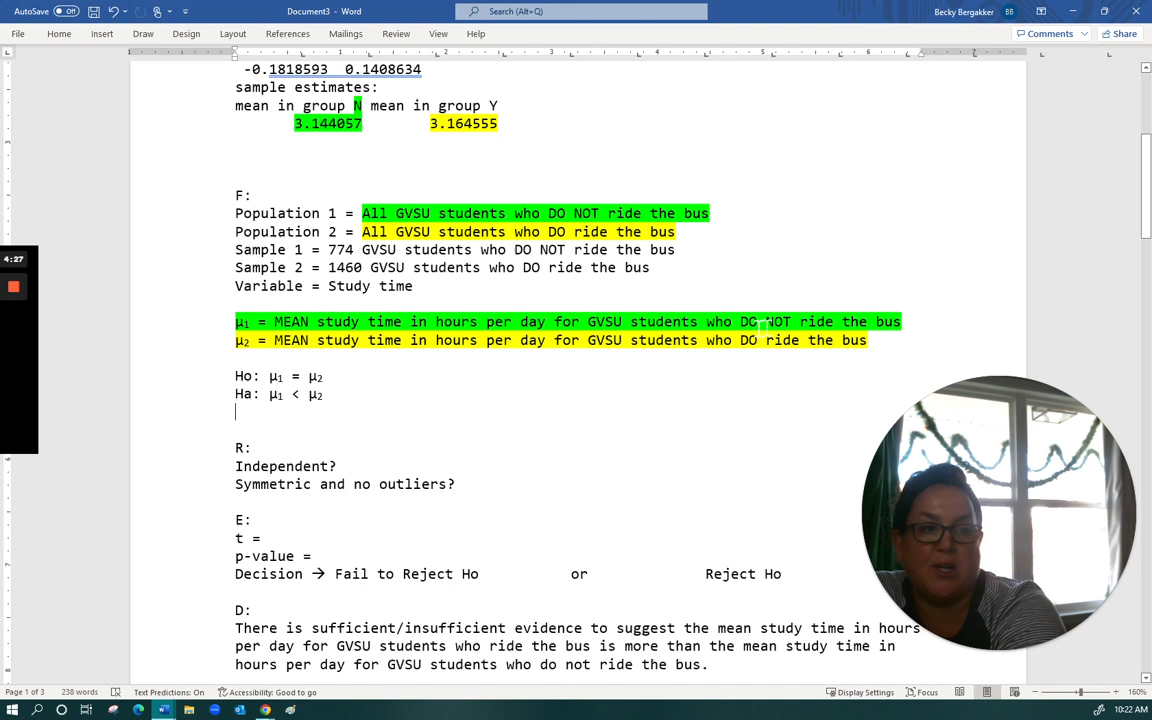 AutoSave Off
Document3 - Word
Search (Alt+Q)
Becky Bergakker BB
File Home Insert Draw Design Layout References Mailings Review View Help
Comments Share
1 1 2 3 4 5 6 7
-0.1818593 0.1408634
sample estimates:
mean in group N mean in group Y
3.144057 3.164555
F:
Population 1 = All GVSU students who DO NOT ride the bus
Population 2 = All GVSU students who DO ride the bus
Sample 1 = 774 GVSU students who DO NOT ride the bus
Sample 2 = 1460 GVSU students who DO ride the bus
Variable = Study time
4:27
μ₁ = MEAN study time in hours per day for GVSU students who DO NOT ride the bus
μ₂ = MEAN study time in hours per day for GVSU students who DO ride the bus
Ho: μ₁ = μ₂
Ha: μ₁ < μ₂
R:
Independent?
Symmetric and no outliers?
E:
t =
p-value =
Decision → Fail to Reject Ho or Reject Ho
D:
There is sufficient/insufficient evidence to suggest the mean study time in hours
per day for GVSU students who ride the bus is more than the mean study time in
hours per day for GVSU students who do not ride the bus.
Page 1 of 3 238 words Text Predictions: On Accessibility: Good to go Display Settings Focus 160%
10:22 AM